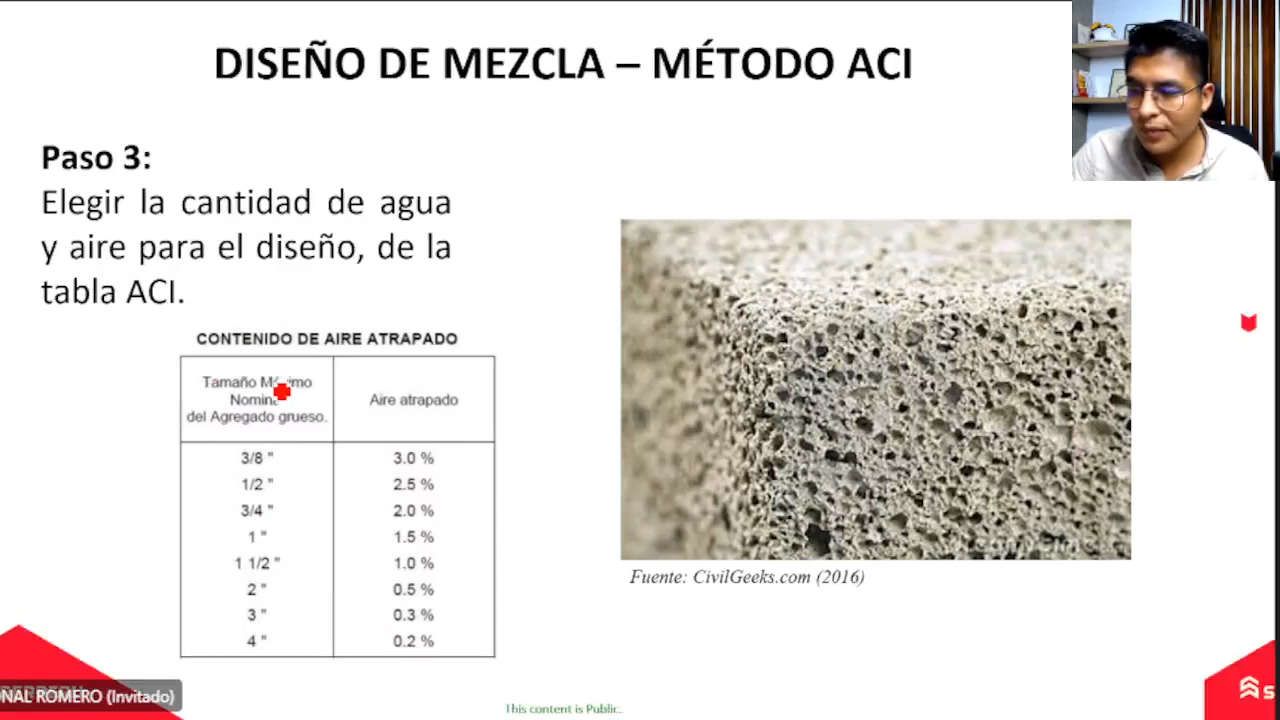 DISEÑO DE MEZCLA – MÉTODO ACI
Paso 3:
Elegir la cantidad de agua
y aire para el diseño, de la
tabla ACI.
CONTENIDO DE AIRE ATRAPADO
Tamaño Máximo
Nominal
del Agregado grueso.
Aire atrapado
3/8 " 3.0 %
1/2 " 2.5 %
3/4 " 2.0 %
1 " 1.5 %
1 1/2 " 1.0 %
2 " 0.5 %
3 " 0.3 %
4 " 0.2 %
Fuente: CivilGeeks.com (2016)
NAL ROMERO (Invitado)
This content is Public..
S